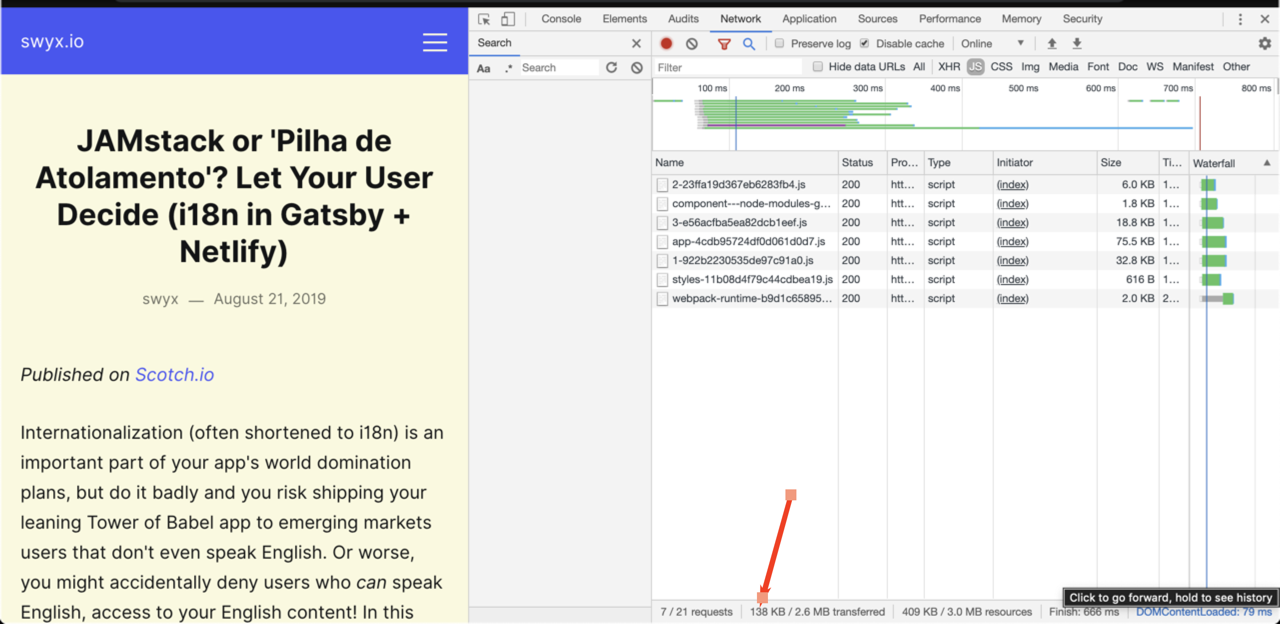 swyx.io
JAMstack or 'Pilha de
Atolamento'? Let Your User
Decide (i18n in Gatsby +
Netlify)
swyx — August 21, 2019
Published on Scotch.io
Internationalization (often shortened to i18n) is an
important part of your app's world domination
plans, but do it badly and you risk shipping your
leaning Tower of Babel app to emerging markets
users that don't even speak English. Or worse,
you might accidentally deny users who can speak
English, access to your English content! In this
Console Elements Audits Network Application Sources Performance Memory Security
Search
Aa .* Search
Preserve log Disable cache Online
Filter Hide data URLs All XHR JS CSS Img Media Font Doc WS Manifest Other
100 ms 200 ms 300 ms 400 ms 500 ms 600 ms 700 ms 800 ms
Name Status Pro... Type Initiator Size Ti... Waterfall
2-23ffa19d367eb6283fb4.js 200 htt... script (index) 6.0 KB 1...
component---node-modules-g... 200 htt... script (index) 1.8 KB 1...
3-e56acfba5ea82dcb1eef.js 200 htt... script (index) 18.8 KB 1...
app-4cdb95724df0d061d0d7.js 200 htt... script (index) 75.5 KB 1...
1-922b2230535de97c91a0.js 200 htt... script (index) 32.8 KB 1...
styles-11b08d4f79c44cdbea19.js 200 htt... script (index) 616 B 1...
webpack-runtime-b9d1c65895... 200 htt... script (index) 2.0 KB 2...
Click to go forward, hold to see history
7 / 21 requests 138 KB / 2.6 MB transferred 409 KB / 3.0 MB resources Finish: 666 ms DOMContentLoaded: 79 ms